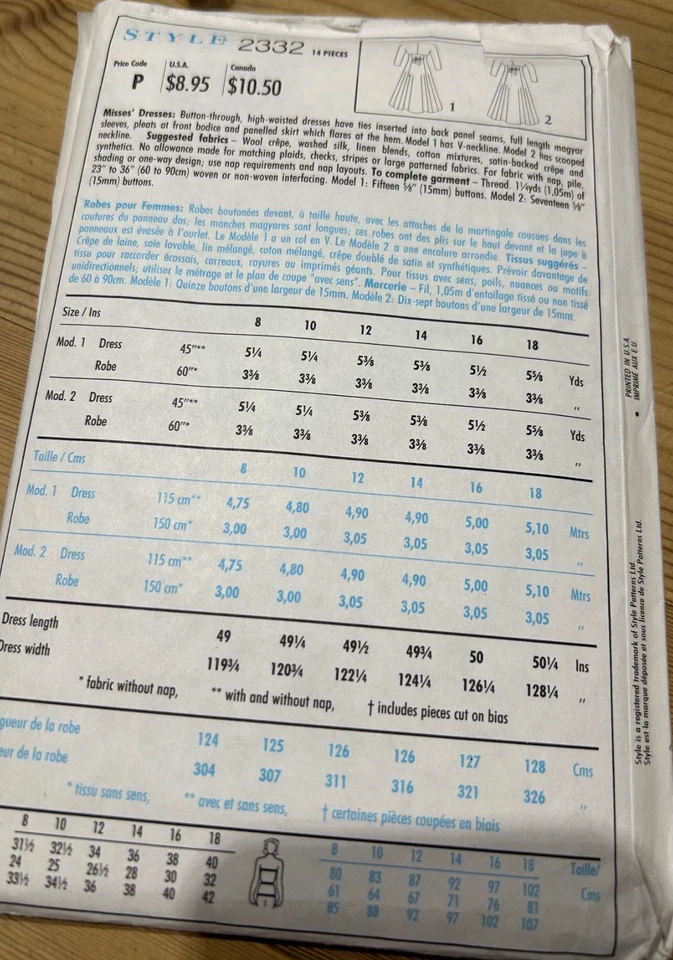 STYLE 2332 14 PIECES
Price Code U.S.A. Canada
P $8.95 $10.50
1
2
Misses' Dresses: Button-through, high-waisted dresses have ties inserted into back panel seams, full length magyar
sleeves, pleats at front bodice and panelled skirt which flares at the hem. Model 1 has V-neckline. Model 2 has scooped
neckline. Suggested fabrics – Wool crêpe, washed silk, linen blends, cotton mixtures, satin-backed crêpe and
synthetics. No allowance made for matching plaids, checks, stripes or large patterned fabrics. For fabric with nap, pile,
shading or one-way design; use nap requirements and nap layouts. To complete garment – Thread. 1¼yds (1,05m) of
23" to 36" (60 to 90cm) woven or non-woven interfacing. Model 1: Fifteen ⅝" (15mm) buttons. Model 2: Seventeen ⅝"
(15mm) buttons.
Robes pour Femmes: Robes boutonnées devant, à taille haute, avec les attaches de la martingale cousues dans les
coutures du panneau dos; les manches magyares sont longues; ces robes ont des plis sur le haut devant et la jupe à
panneaux est évasée à l'ourlet. Le Modèle 1 a un col en V. Le Modèle 2 a une encolure arrondie. Tissus suggérés –
Crêpe de laine, soie lavable, lin mélangé, coton mélangé, crêpe doublé de satin et synthétiques. Prévoir davantage de
tissu pour raccorder écossais, carreaux, rayures ou imprimés géants. Pour tissus avec sens, poils, nuances ou motifs
unidirectionnels; utiliser le métrage et le plan de coupe "avec sens". Mercerie – Fil, 1,05m d'entoilage tissé ou non tissé
de 60 à 90cm. Modèle 1: Quinze boutons d'une largeur de 15mm. Modèle 2: Dix-sept boutons d'une largeur de 15mm.
Size / Ins 8 10 12 14 16 18
Mod. 1 Dress 45"** 5¼ 5¼ 5⅜ 5⅜ 5½ 5⅝ Yds
Robe 60"* 3⅜ 3⅜ 3⅜ 3⅜ 3⅜ 3⅜ ,,
Mod. 2 Dress 45"** 5¼ 5¼ 5⅜ 5⅜ 5½ 5⅝ Yds
Robe 60"* 3⅜ 3⅜ 3⅜ 3⅜ 3⅜ 3⅜ ,,
Taille / Cms 8 10 12 14 16 18
Mod. 1 Dress 115 cm** 4,75 4,80 4,90 4,90 5,00 5,10 Mtrs
Robe 150 cm* 3,00 3,00 3,05 3,05 3,05 3,05 ,,
Mod. 2 Dress 115 cm** 4,75 4,80 4,90 4,90 5,00 5,10 Mtrs
Robe 150 cm* 3,00 3,00 3,05 3,05 3,05 3,05 ,,
Dress length 49 49¼ 49½ 49¾ 50 50¼ Ins
Dress width 119¾ 120¾ 122¼ 124¼ 126¼ 128¼ ,,
* fabric without nap, ** with and without nap, † includes pieces cut on bias
gueur de la robe 124 125 126 126 127 128 Cms
eur de la robe 304 307 311 316 321 326 ,,
* tissu sans sens, ** avec et sans sens, † certaines pièces coupées en biais
8 10 12 14 16 18
31½ 32½ 34 36 38 40
24 25 26½ 28 30 32
33½ 34½ 36 38 40 42
8 10 12 14 16 18 Taille/
80 83 87 92 97 102 Cms
61 64 67 71 76 81
85 88 92 97 102 107
• PRINTED IN U.S.A.
IMPRIMÉ AUX E.U.
Style is a registered trademark of Style Patterns Ltd.
Style est la marque déposée et sous licence de Style Patterns Ltd.